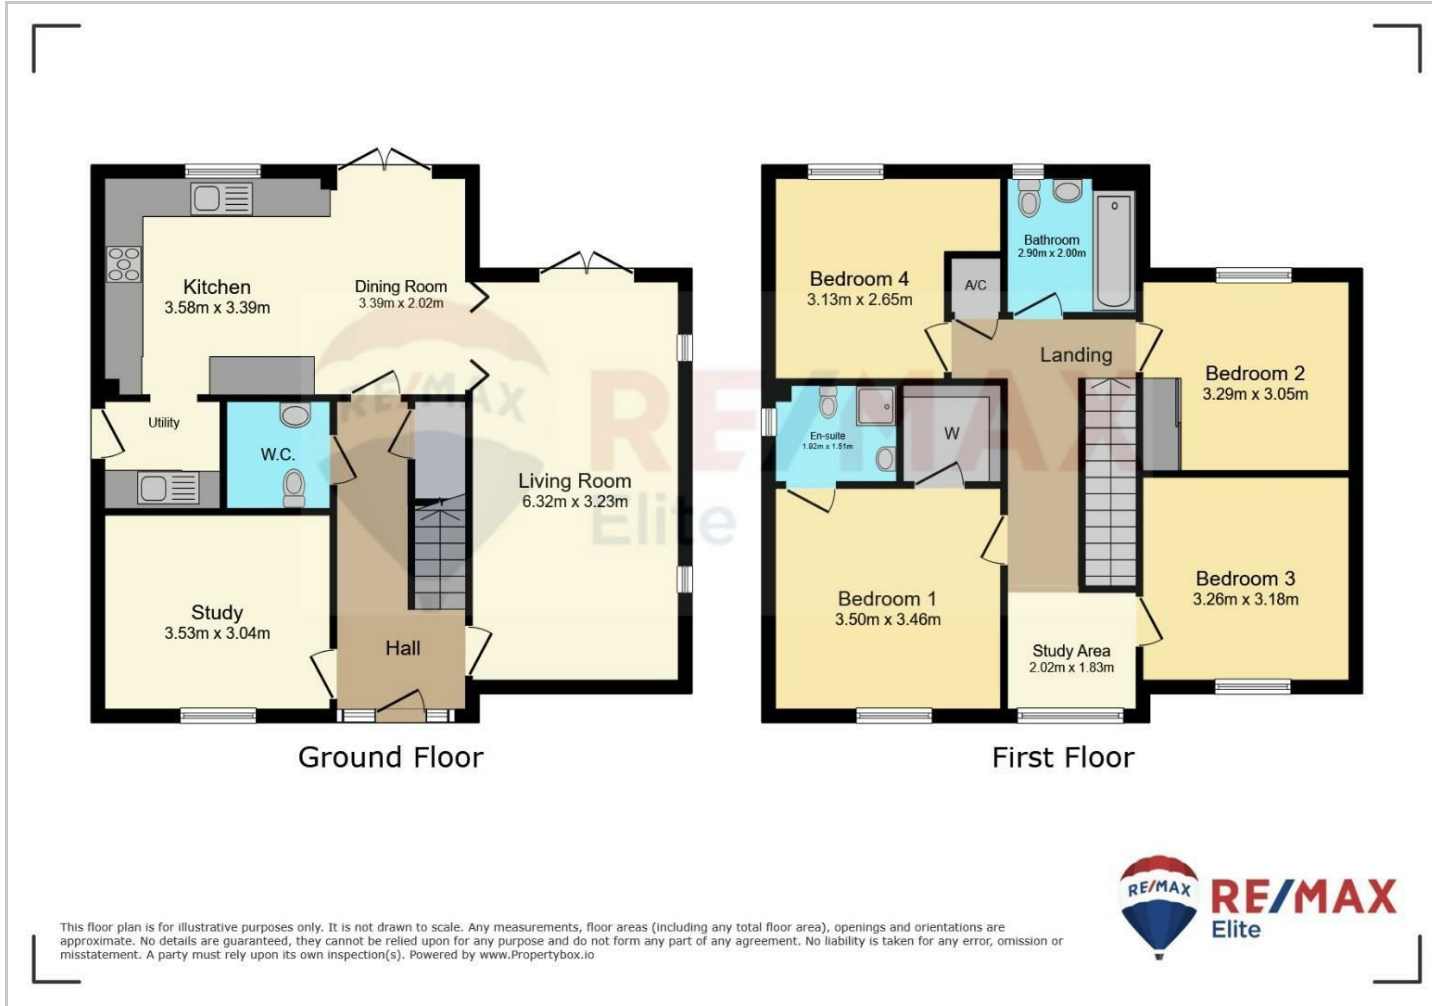 Kitchen
3.58m x 3.39m
Dining Room
3.39m x 2.02m
Utility
W.C.
Living Room
6.32m x 3.23m
Study
3.53m x 3.04m
Hall
Ground Floor
Bedroom 4
3.13m x 2.65m
Bathroom
2.90m x 2.00m
A/C
Landing
Bedroom 2
3.29m x 3.05m
En-suite
1.92m x 1.51m
W
Bedroom 1
3.50m x 3.46m
Bedroom 3
3.26m x 3.18m
Study Area
2.02m x 1.83m
First Floor
RE/MAX
RE/MAX
Elite
This floor plan is for illustrative purposes only. It is not drawn to scale. Any measurements, floor areas (including any total floor area), openings and orientations are
approximate. No details are guaranteed, they cannot be relied upon for any purpose and do not form any part of any agreement. No liability is taken for any error, omission or
misstatement. A party must rely upon its own inspection(s). Powered by www.Propertybox.io
RE/MAX
RE/MAX
Elite